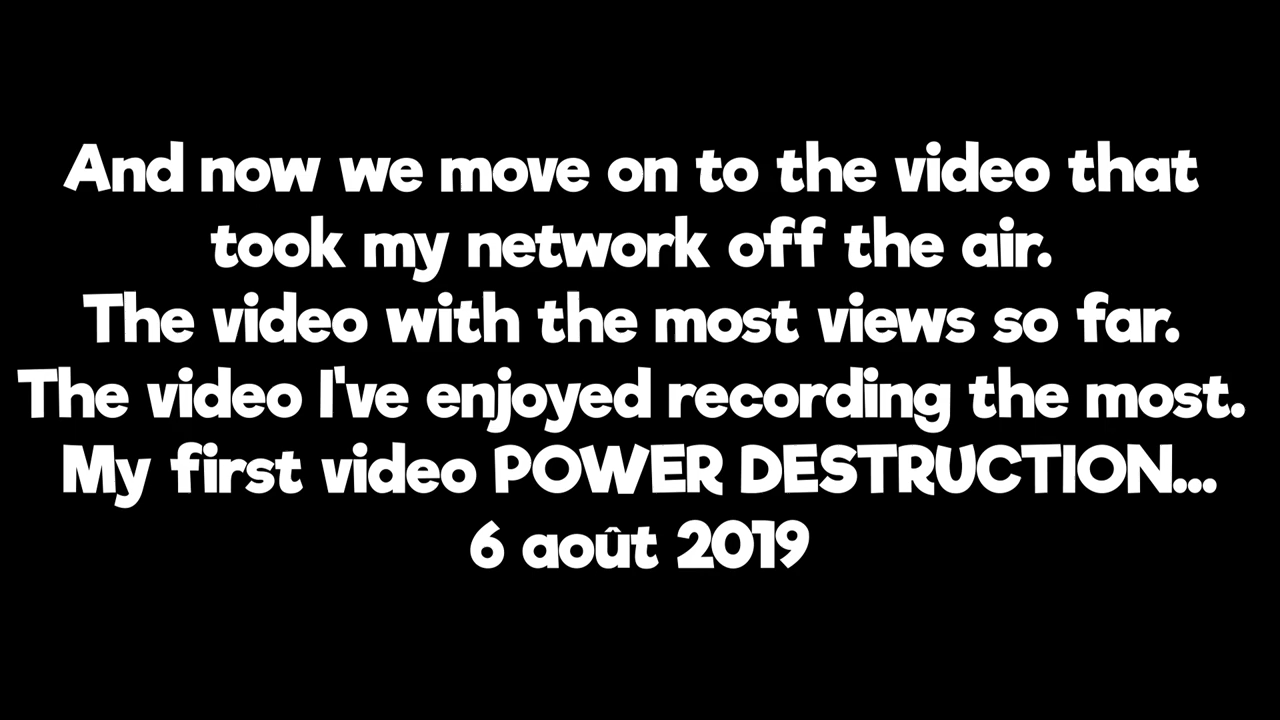 And now we move on to the video that
took my network off the air.
The video with the most views so far.
The video I've enjoyed recording the most.
My first video POWER DESTRUCTION...
6 août 2019